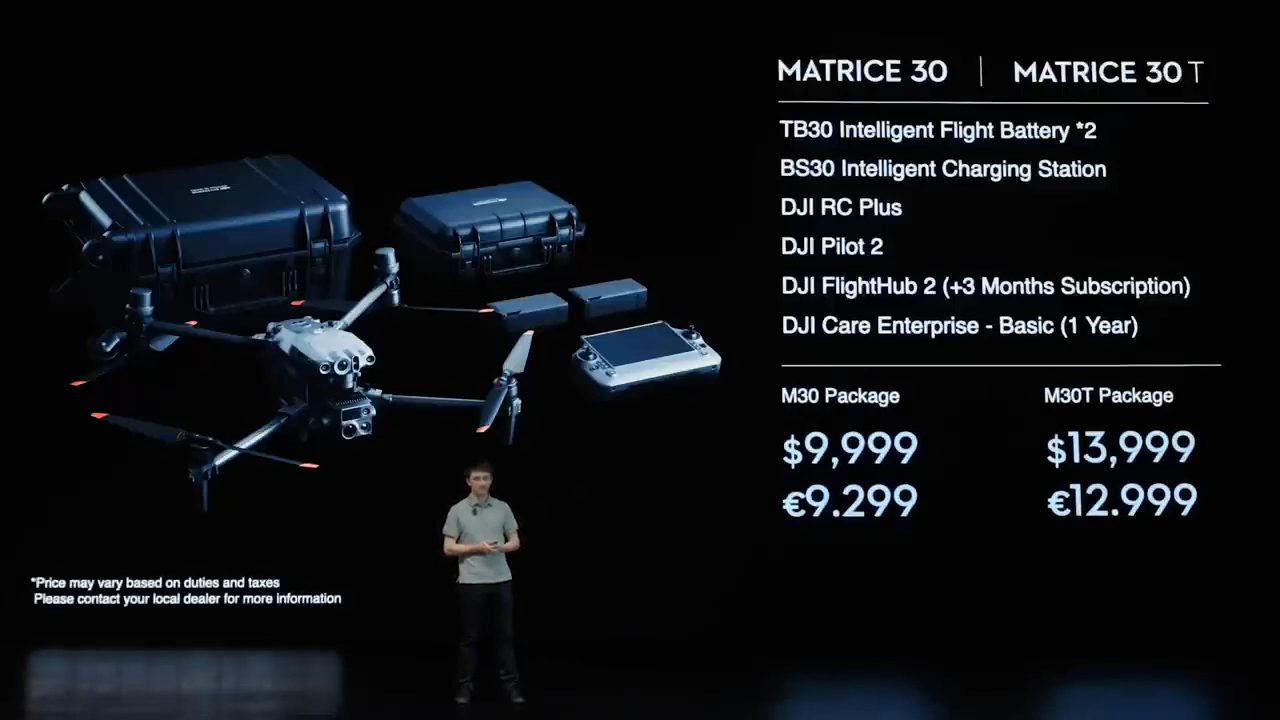 MATRICE 30 | MATRICE 30T
TB30 Intelligent Flight Battery *2
BS30 Intelligent Charging Station
DJI RC Plus
DJI Pilot 2
DJI FlightHub 2 (+3 Months Subscription)
DJI Care Enterprise - Basic (1 Year)
M30 Package M30T Package
$9,999 $13,999
€9.299 €12.999
*Price may vary based on duties and taxes
Please contact your local dealer for more information